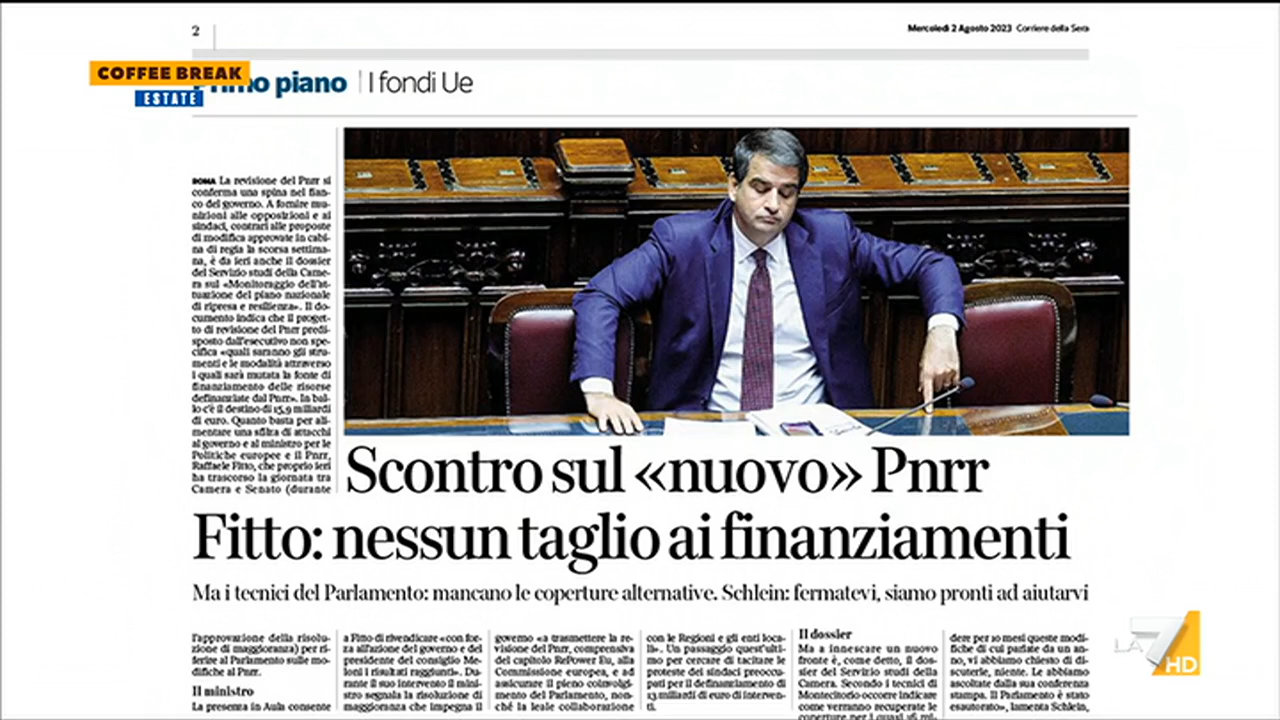 2
Mercoledì 2 Agosto 2023 Corriere della Sera
COFFEE BREAK
ESTATE
Primo piano | I fondi Ue
ROMA La revisione del Pnrr si
conferma una spina nel fian-
co del governo. A fornire mu-
nizioni alle opposizioni e ai
sindaci, contrari alle proposte
di modifica approvate in cabi-
na di regia la scorsa settima-
na, è da ieri anche il dossier
del Servizio studi della Came-
ra sul «Monitoraggio dell'at-
tuazione del piano nazionale
di ripresa e resilienza». Il do-
cumento indica che il proget-
to di revisione del Pnrr predi-
sposto dall'esecutivo non spe-
cifica «quali saranno gli stru-
menti e le modalità attraverso
i quali sarà mutata la fonte di
finanziamento delle risorse
definanziate dal Pnrr». In bal-
lo c'è il destino di 15,9 miliardi
di euro. Quanto basta per ali-
mentare una sfilza di attacchi
al governo e al ministro per le
Politiche europee e il Pnrr,
Raffaele Fitto, che proprio ieri
ha trascorso la giornata tra
Camera e Senato (durante
Scontro sul «nuovo» Pnrr
Fitto: nessun taglio ai finanziamenti
Ma i tecnici del Parlamento: mancano le coperture alternative. Schlein: fermatevi, siamo pronti ad aiutarvi
l'approvazione della risolu-
zione di maggioranza) per ri-
ferire al Parlamento sulle mo-
difiche al Pnrr.
Il ministro
La presenza in Aula consente
a Fitto di rivendicare «con for-
za all'azione del governo e del
presidente del consiglio Me-
loni i risultati raggiunti». Du-
rante il suo intervento il mini-
stro segnala la risoluzione di
maggioranza che impegna il
governo «a trasmettere la re-
visione del Pnrr, comprensiva
del capitolo RePower Eu, alla
Commissione europea, e ad
assicurare il pieno coinvolgi-
mento del Parlamento, non-
ché la leale collaborazione
con le Regioni e gli enti loca-
li». Un passaggio quest'ulti-
mo per cercare di tacitare le
proteste dei sindaci preoccu-
pati per il definanziamento di
13 miliardi di euro di interven-
ti.
Il dossier
Ma a innescare un nuovo
fronte è, come detto, il dos-
sier del Servizio studi della
Camera. Secondo i tecnici di
Montecitorio occorre indicare
come verranno recuperate le
coperture per i quasi 16 mi-
dere per 10 mesi queste modi-
fiche di cui parlate da un an-
no, vi abbiamo chiesto di di-
scuterle, niente. Le abbiamo
ascoltate dalla sua conferenza
stampa. Il Parlamento è stato
esautorato», lamenta Schlein,
LA 7 HD